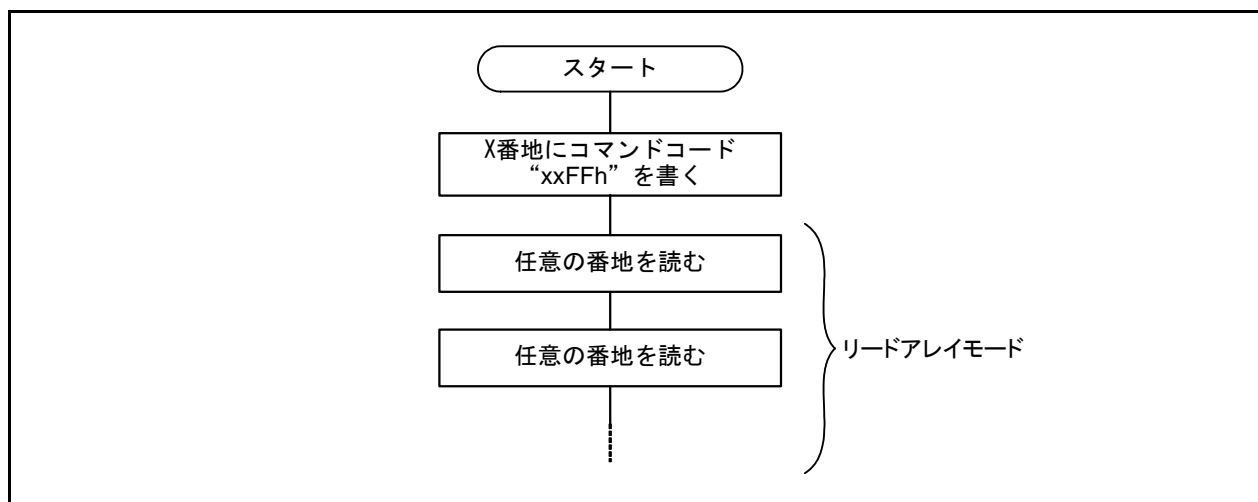 スタート
X番地にコマンドコード
“xxFFh”を書く
任意の番地を読む
任意の番地を読む
リードアレイモード